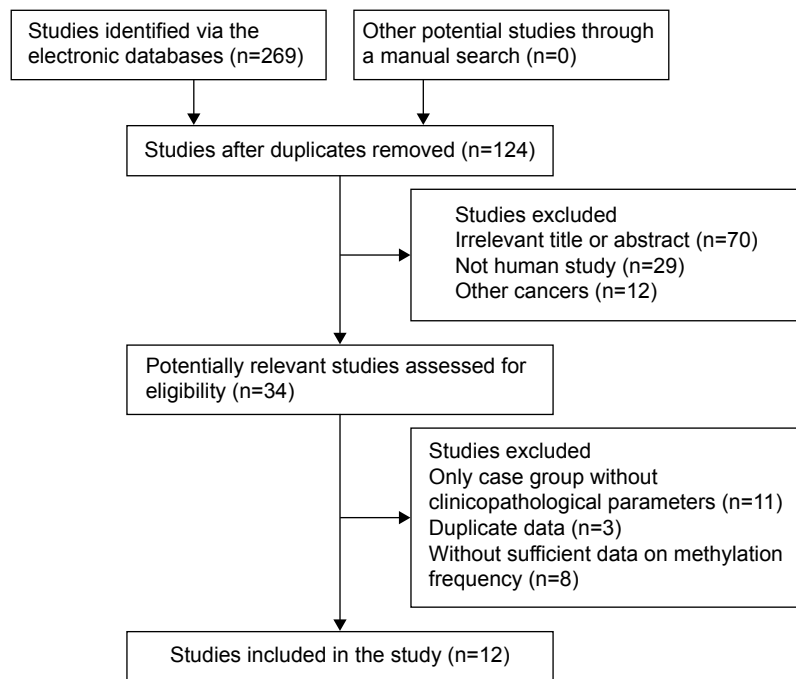 Studies identified via the
electronic databases (n=269)
Other potential studies through
a manual search (n=0)
Studies after duplicates removed (n=124)
Studies excluded
Irrelevant title or abstract (n=70)
Not human study (n=29)
Other cancers (n=12)
Potentially relevant studies assessed for
eligibility (n=34)
Studies excluded
Only case group without
clinicopathological parameters (n=11)
Duplicate data (n=3)
Without sufficient data on methylation
frequency (n=8)
Studies included in the study (n=12)